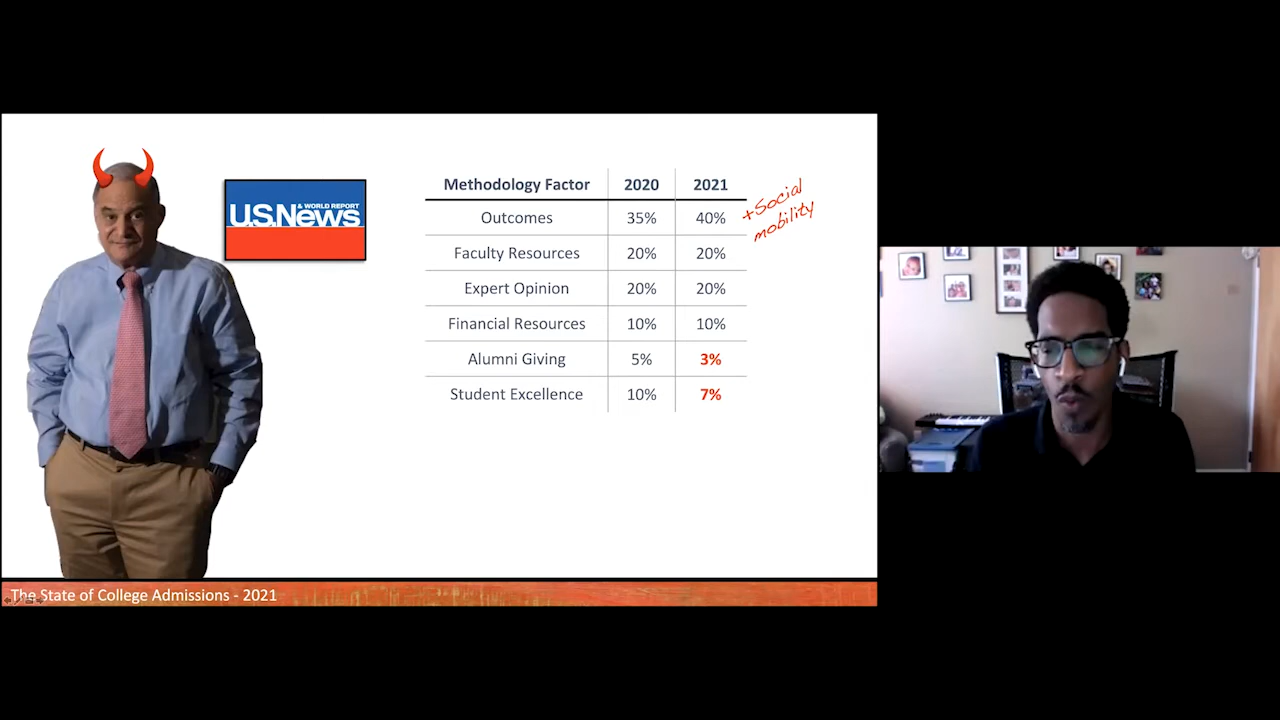 U.S.News
& WORLD REPORT
Methodology Factor 2020 2021
Outcomes 35% 40%
+Social
mobility
Faculty Resources 20% 20%
Expert Opinion 20% 20%
Financial Resources 10% 10%
Alumni Giving 5% 3%
Student Excellence 10% 7%
The State of College Admissions - 2021